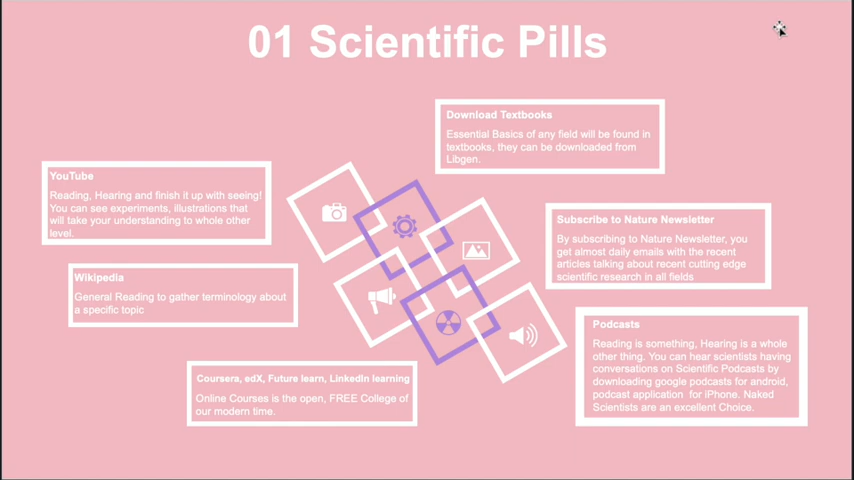 01 Scientific Pills
Download Textbooks
Essential Basics of any field will be found in
textbooks, they can be downloaded from
Libgen.
YouTube
Reading, Hearing and finish it up with seeing!
You can see experiments, illustrations that
will take your understanding to whole other
level.
Subscribe to Nature Newsletter
By subscribing to Nature Newsletter, you
get almost daily emails with the recent
articles talking about recent cutting edge
scientific research in all fields
Wikipedia
General Reading to gather terminology about
a specific topic
Podcasts
Reading is something, Hearing is a whole
other thing. You can hear scientists having
conversations on Scientific Podcasts by
downloading google podcasts for android,
podcast application for iPhone. Naked
Scientists are an excellent Choice.
Coursera, edX, Future learn, LinkedIn learning
Online Courses is the open, FREE College of
our modern time.